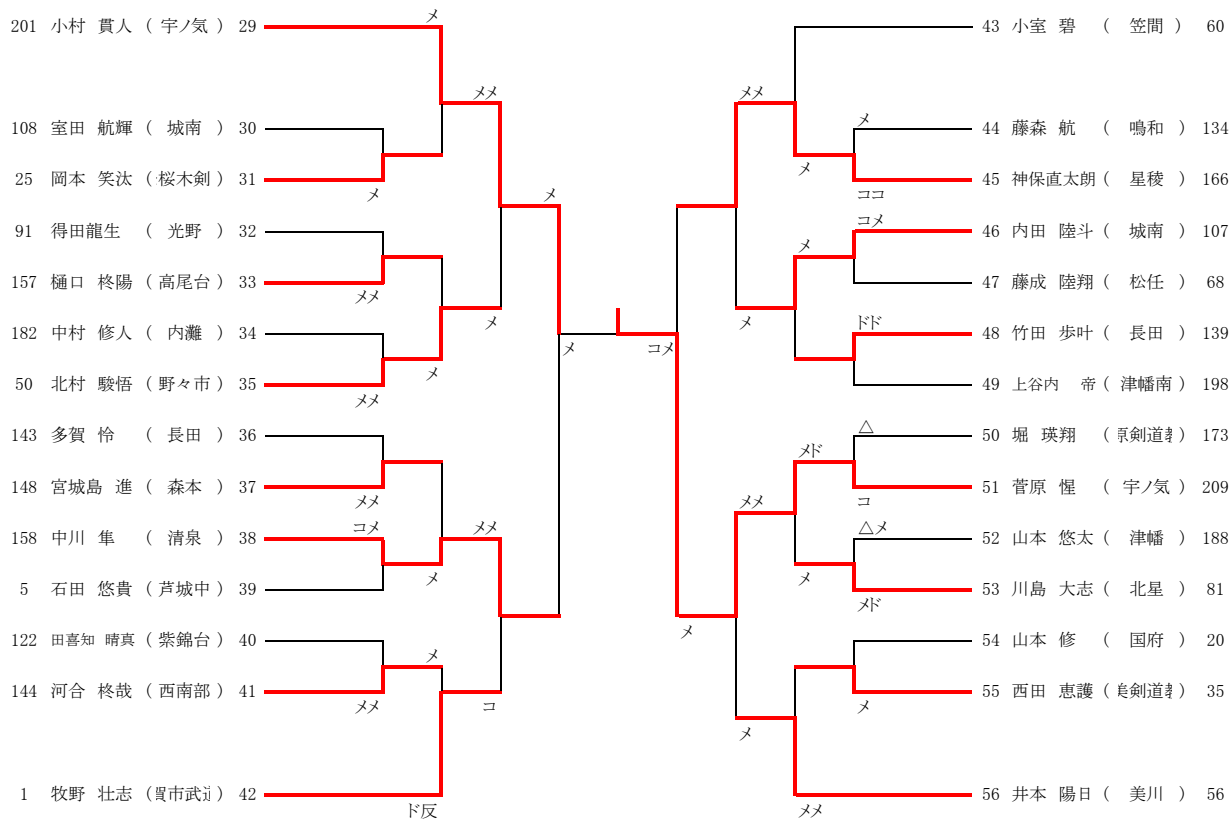 メ
201 小村 貫人 ( 宇ノ気 ) 29
43 小室 碧 ( 笠間 ) 60
メメ
メメ
108 室田 航輝 ( 城南 ) 30
メ
44 藤森 航 ( 鳴和 ) 134
25 岡本 笑汰 ( 桜木剣 ) 31
メ
メ
45 神保直太朗 ( 星稜 ) 166
ココ
メ
91 得田龍生 ( 光野 ) 32
コメ
46 内田 陸斗 ( 城南 ) 107
メ
157 樋口 柊陽 ( 高尾台 ) 33
メメ
47 藤成 陸翔 ( 松任 ) 68
182 中村 修人 ( 内灘 ) 34
メ
メ
ドド
48 竹田 歩叶 ( 長田 ) 139
メ
コメ
50 北村 駿悟 ( 野々市 ) 35
メ
メメ
49 上谷内 帝 ( 津幡南 ) 198
143 多賀 怜 ( 長田 ) 36
△
50 堀 瑛翔 ( 剣道 173
メド
148 宮城島 進 ( 森本 ) 37
メメ
メメ
51 菅原 惺 ( 宇ノ気 ) 209
コ
158 中川 隼 ( 清泉 ) 38
コメ
メメ
△メ
52 山本 悠太 ( 津幡 ) 188
5 石田 悠貴 ( 芦城中 ) 39
メ
メ
53 川島 大志 ( 北星 ) 81
メド
122 田喜知 晴真 ( 紫錦台 ) 40
メ
メ
54 山本 修 ( 国府 ) 20
144 河合 柊哉 ( 西南部 ) 41
メメ
コ
55 西田 恵護 ( 剣道 35
メ
メ
1 牧野 壮志 ( 市武 ) 42
ド反
56 井本 陽日 ( 美川 ) 56
メメ